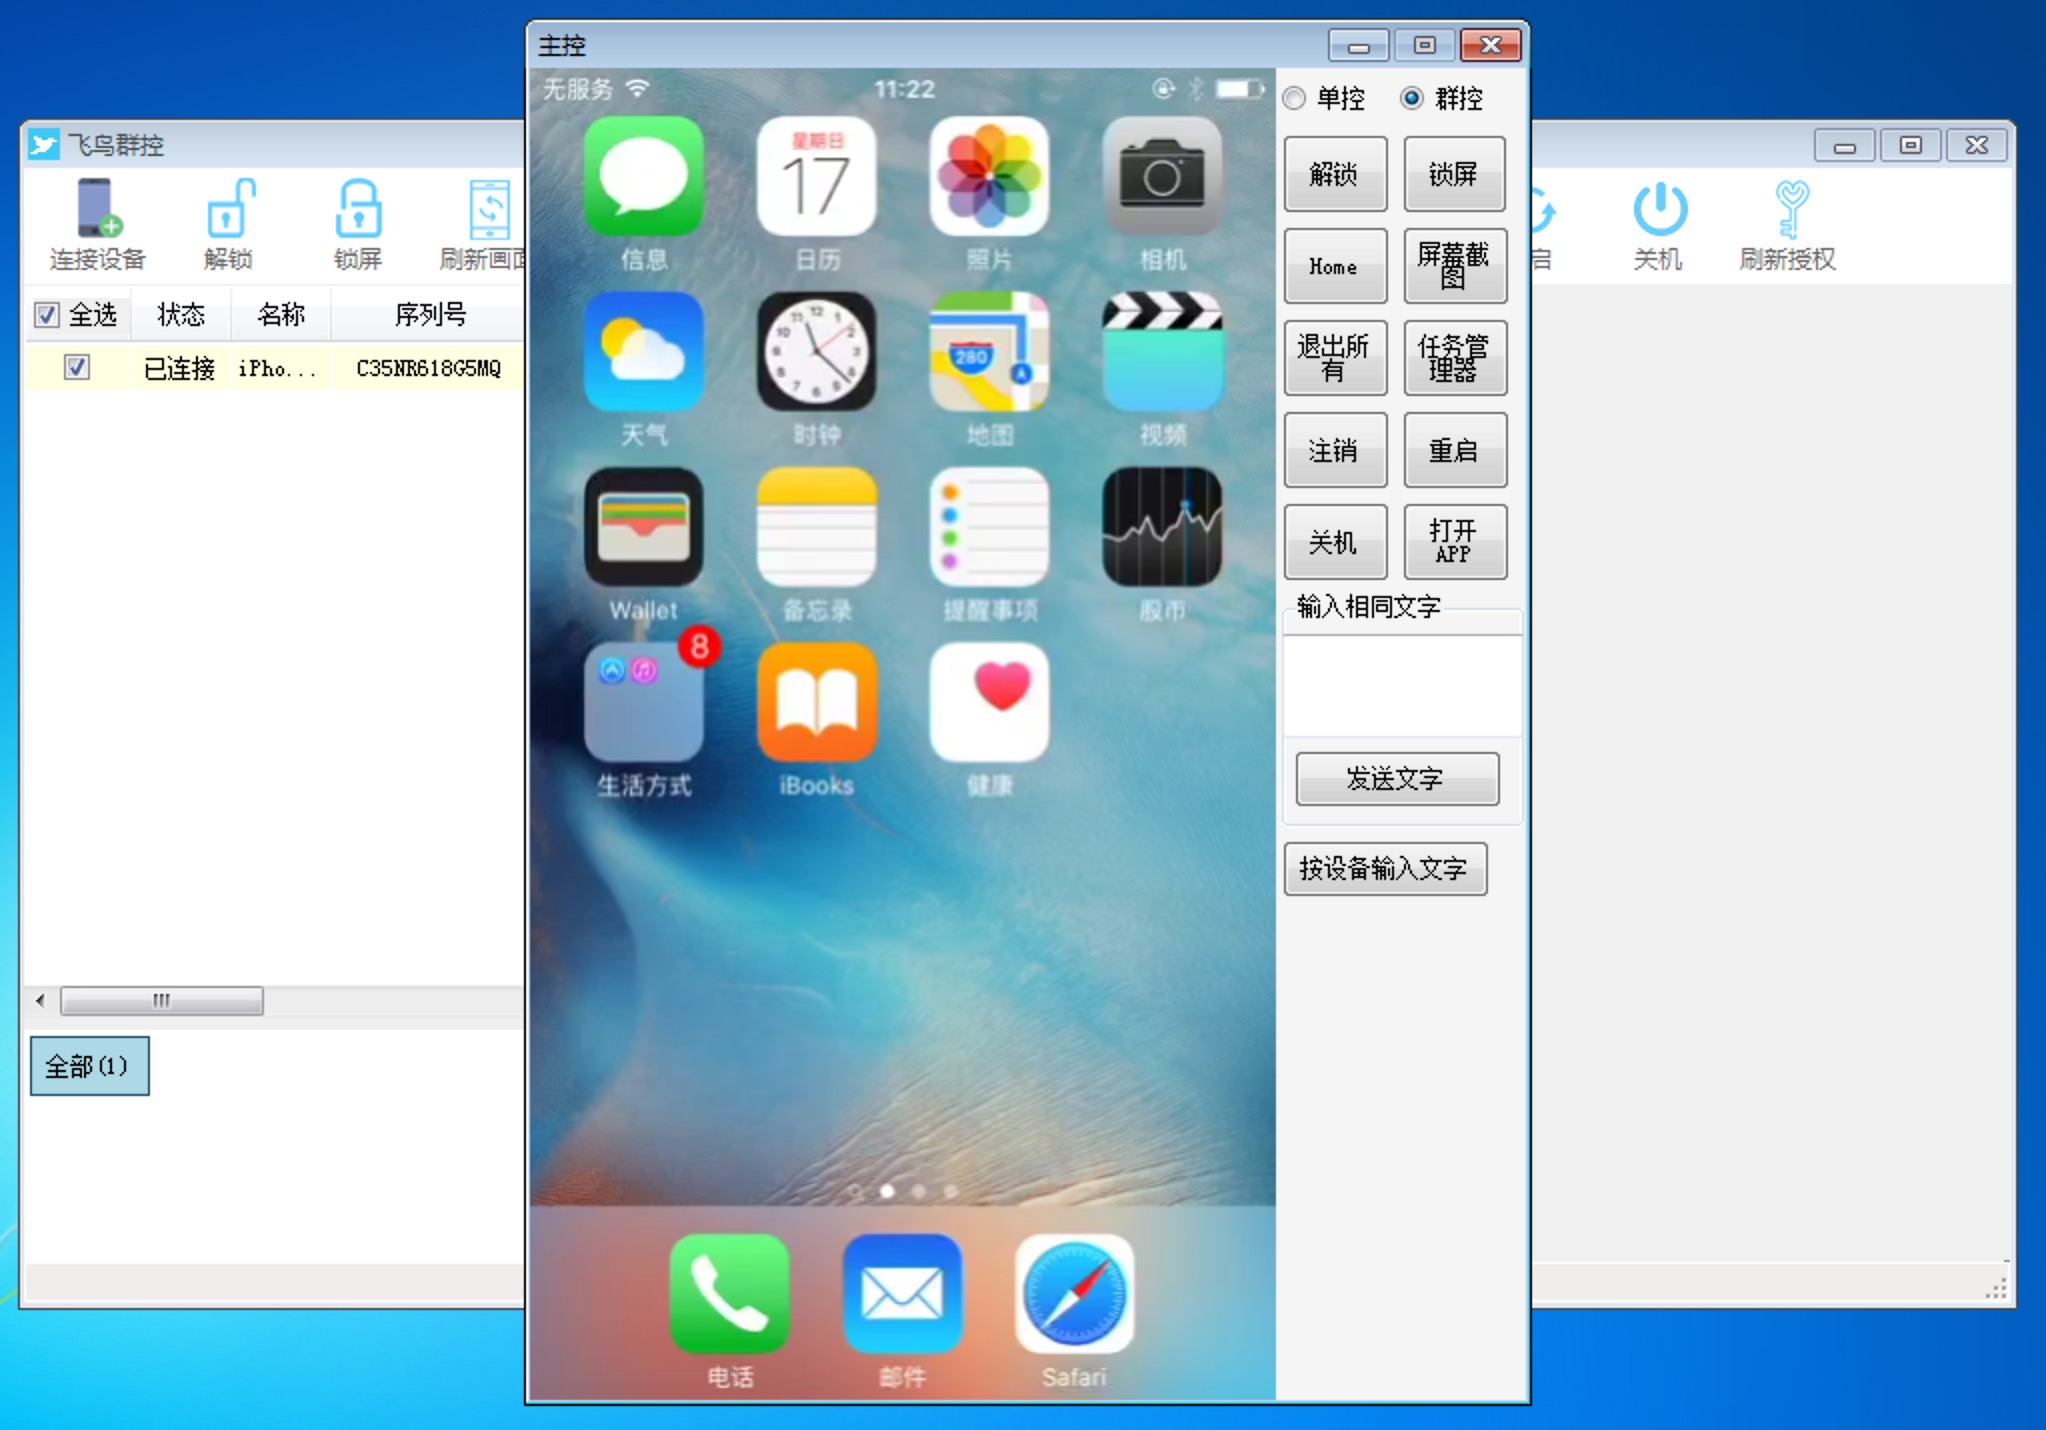 主控
无服务
11:22
单控
群控
飞鸟群控
连接设备
解锁
锁屏
刷新画面
启
关机
刷新授权
全选
状态
名称
序列号
已连接
iPho...
C35NR618G5MQ
全部(1)
星期日
17
信息
日历
照片
相机
12
280
天气
时钟
地图
视频
Wallet
备忘录
提醒事项
股市
8
生活方式
iBooks
健康
电话
邮件
Safari
解锁
锁屏
Home
屏幕截
图
退出所
有
任务管
理器
注销
重启
关机
打开
APP
输入相同文字
发送文字
按设备输入文字